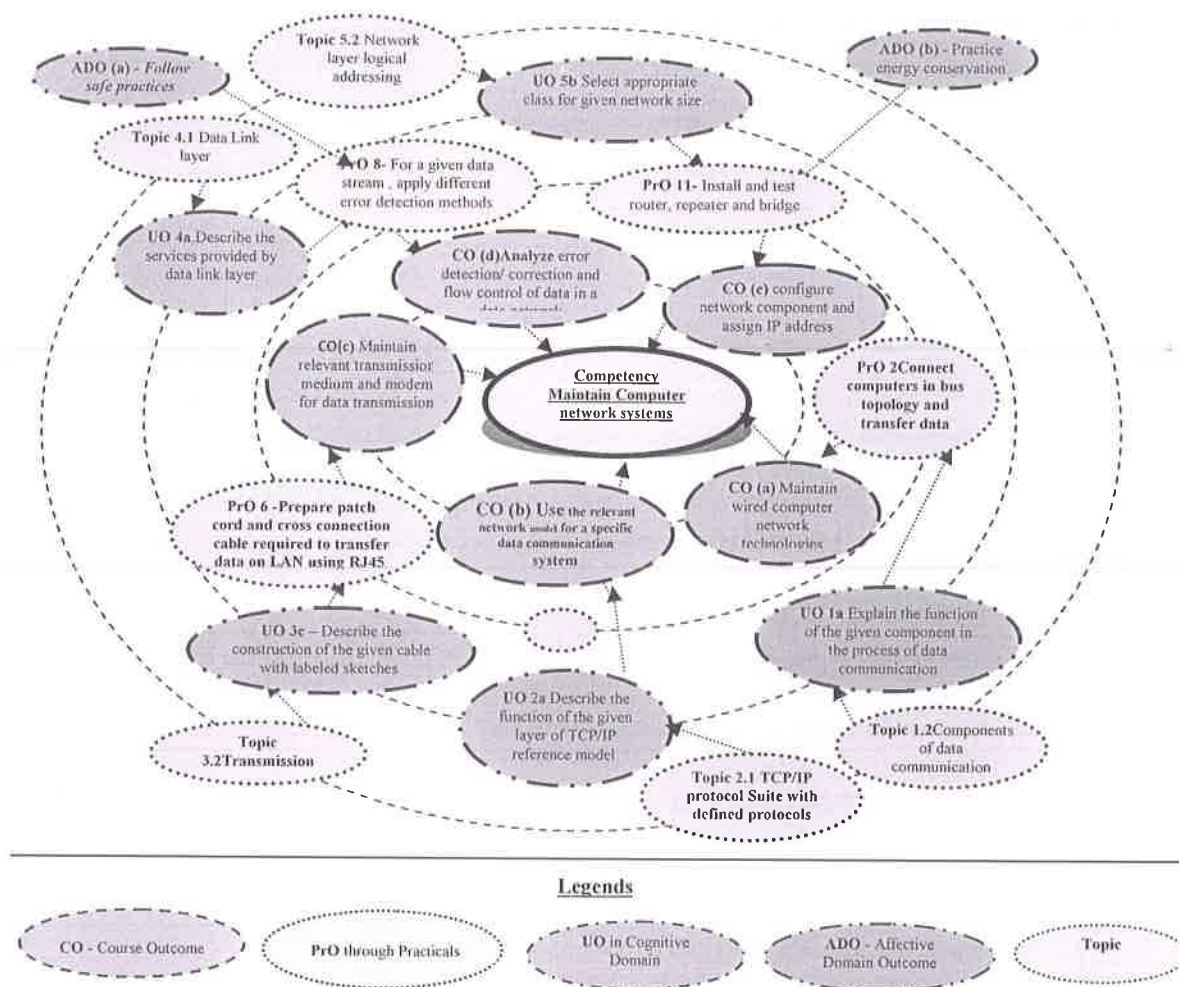 Topic 5.2 Network
layer logical
addressing
ADO (a) - Follow
safe practices
UO 5b Select appropriate
class for given network size
ADO (b) - Practice
energy conservation
Topic 4.1 Data Link
layer
PrO 8- For a given data
stream , apply different
error detection methods
PrO 11- Install and test
router, repeater and bridge
UO 4a Describe the
services provided by
data link layer
CO (d)Analyze error
detection/ correction and
flow control of data in a
CO (e) configure
network component and
assign IP address
CO[c) Maintain
relevant transmission
medium and modem
for data transmission
Competency
Maintain Computer
network systems
PrO 2Connect
computers in bus
topology and
transfer data
PrO 6 -Prepare patch
cord and cross connection
cable required to transfer
data on LAN using RJ45
CO (b) Use the relevant
network model for a specific
data communication
system
CO (a) Maintain
wired computer
network
technologies
UO 3c – Describe the
construction of the given cable
with labeled sketches
UO 1a Explain the function
of the given component in
the process of data
communication
UO 2a Describe the
function of the given
layer of TCP/IP
reference model
Topic
3.2Transmission
Topic 1.2Components
of data
communication
Topic 2.1 TCP/IP
protocol Suite with
defined protocols
Legends
CO - Course Outcome
PrO through Practicals
UO in Cognitive
Domain
ADO - Affective
Domain Outcome
Topic